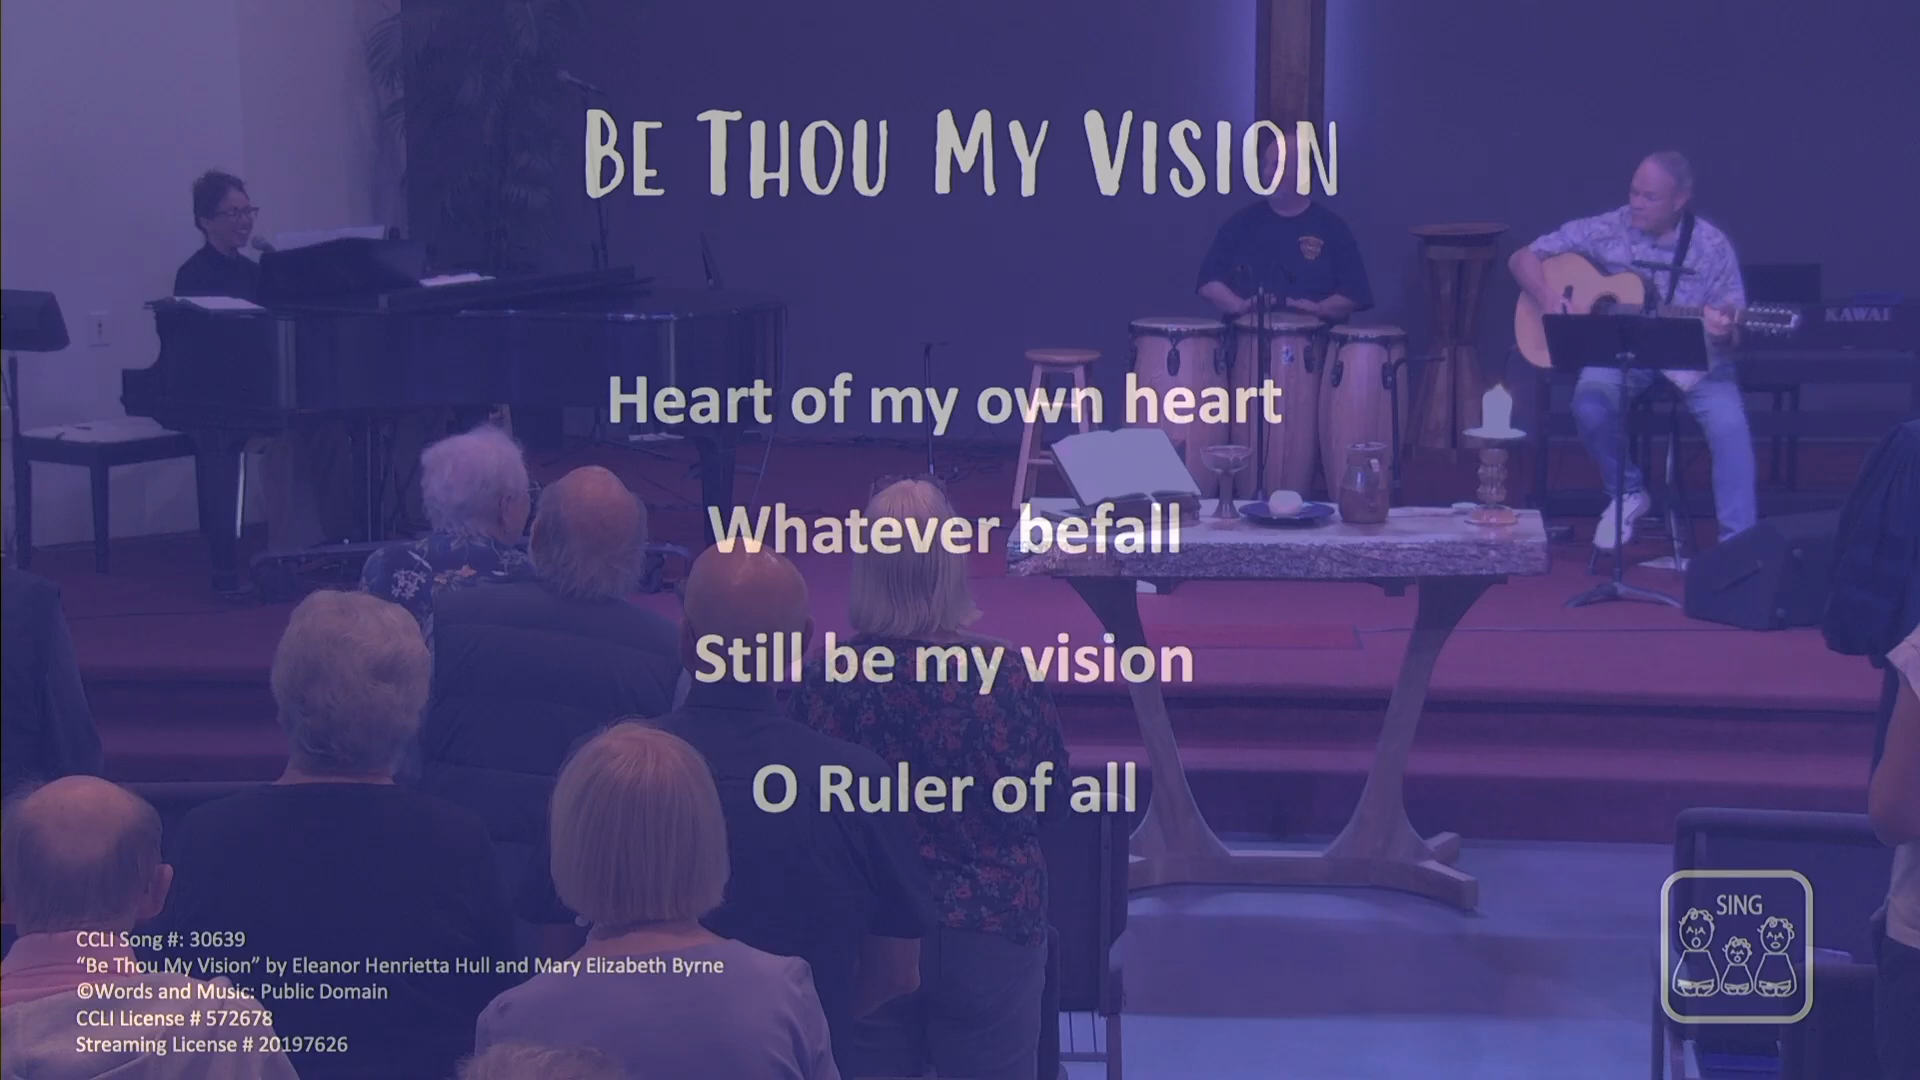 BE THOU MY VISION
KAWAI
Heart of my own heart
Whatever befall
Still be my vision
O Ruler of all
SING
CCLI Song #: 30639
“Be Thou My Vision” by Eleanor Henrietta Hull and Mary Elizabeth Byrne
©Words and Music: Public Domain
CCLI License # 572678
Streaming License # 20197626